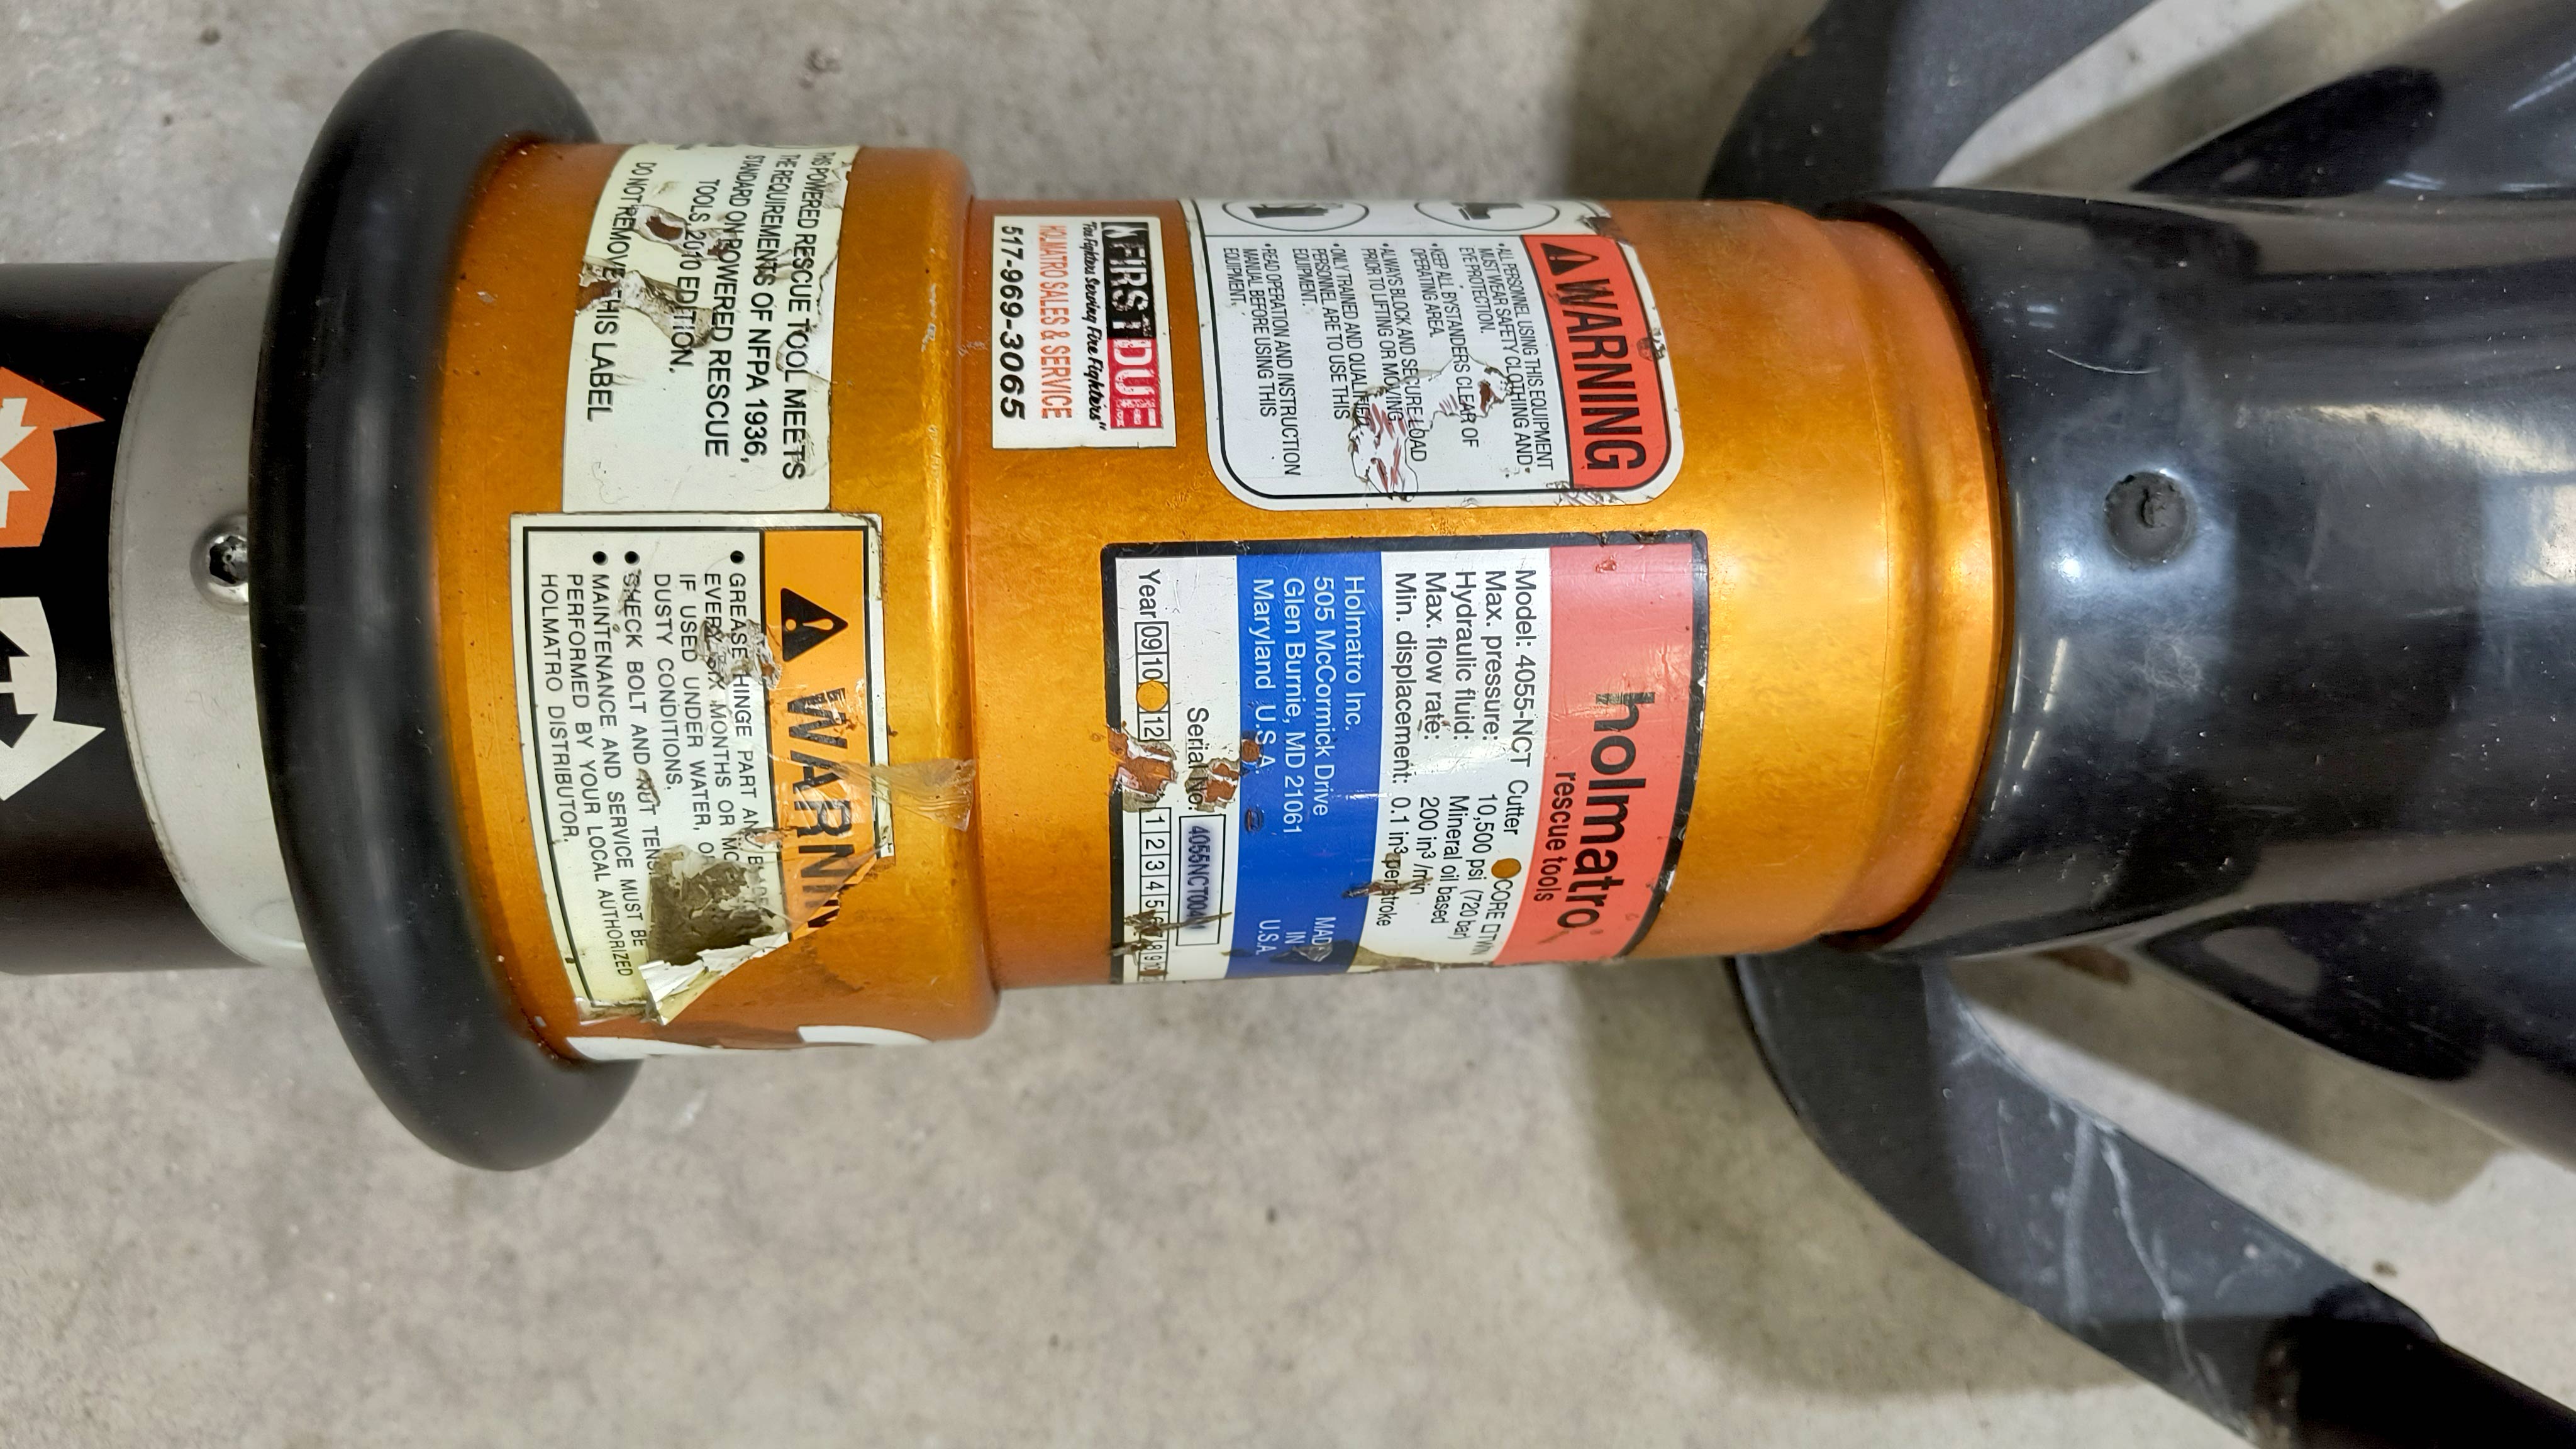 holmatro®
rescue tools
Model: 4055-NCT Cutter CORE TWIN
Max. pressure: 10,500 psi (720 bar)
Hydraulic fluid: Mineral oil based
Max. flow rate: 200 in³ /min
Min. displacement: 0.1 in³ per stroke
Holmatro Inc.
505 McCormick Drive
Glen Burnie, MD 21061
Maryland U.S.A.
MADE
IN
U.S.A.
Serial No.
Year 09 10 12 1 2 3 4 5
WARNING
•ALL PERSONNEL USING THIS EQUIPMENT
MUST WEAR SAFETY CLOTHING AND
EYE PROTECTION.
•KEEP ALL BYSTANDERS CLEAR OF
OPERATING AREA.
•ALWAYS BLOCK AND SECURE LOAD
PRIOR TO LIFTING OR MOVING
•ONLY TRAINED AND QUALIFIED
PERSONNEL ARE TO USE THIS
EQUIPMENT.
•READ OPERATION AND INSTRUCTION
MANUAL BEFORE USING THIS
EQUIPMENT.
FIRST DUE
"Fire Fighters Serving Fire Fighters"
HOLMATRO SALES & SERVICE
517-969-3065
THIS POWERED RESCUE TOOL MEETS
THE REQUIREMENTS OF NFPA 1936,
STANDARD ON POWERED RESCUE
TOOLS 2010 EDITION.
DO NOT REMOVE THIS LABEL
WARNIN
• GREASE HINGE PART AND
EVERY SIX MONTHS OR
IF USED UNDER WATER,
DUSTY CONDITIONS.
• CHECK BOLT AND NUT
• MAINTENANCE AND SERVICE MUST BE
PERFORMED BY YOUR LOCAL AUTHORIZED
HOLMATRO DISTRIBUTOR.